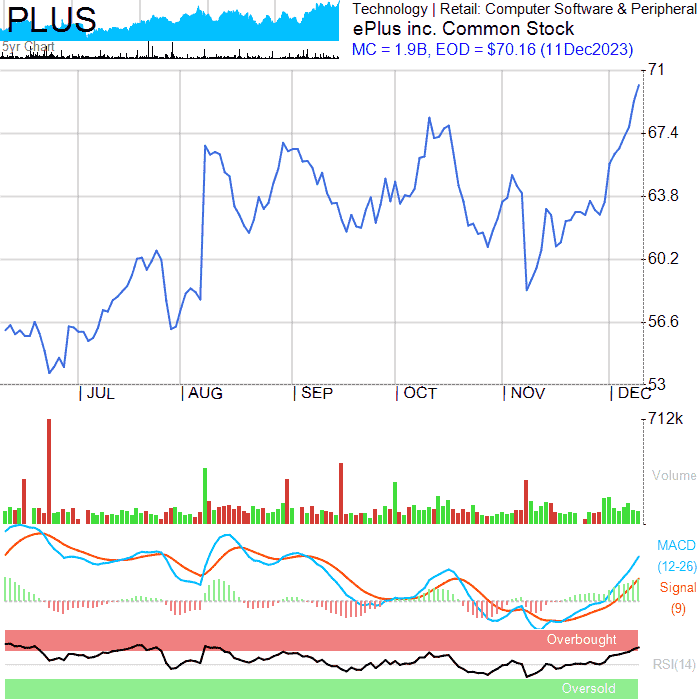 PLUS
5yr Chart
Technology | Retail: Computer Software & Peripheral
ePlus inc. Common Stock
MC = 1.9B, EOD = $70.16 (11Dec2023)
71
67.4
63.8
60.2
56.6
53
| JUL | AUG | SEP | OCT | NOV | DEC
712k
Volume
MACD
(12-26)
Signal
(9)
Overbought
RSI(14)
Oversold